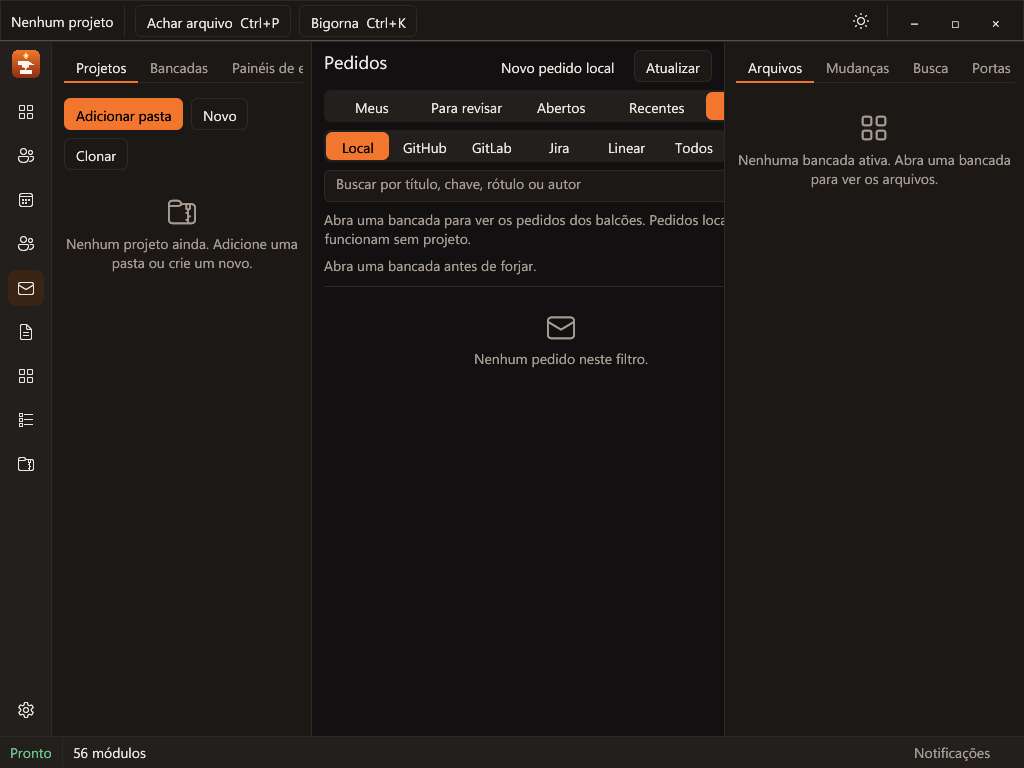 Nenhum projeto
Achar arquivo Ctrl+P
Bigorna Ctrl+K
Projetos
Bancadas
Painéis de e
Adicionar pasta
Novo
Clonar
Nenhum projeto ainda. Adicione uma
pasta ou crie um novo.
Pedidos
Novo pedido local
Atualizar
Meus
Para revisar
Abertos
Recentes
Local
GitHub
GitLab
Jira
Linear
Todos
Buscar por título, chave, rótulo ou autor
Abra uma bancada para ver os pedidos dos balcões. Pedidos loca
funcionam sem projeto.
Abra uma bancada antes de forjar.
Nenhum pedido neste filtro.
Arquivos
Mudanças
Busca
Portas
Nenhuma bancada ativa. Abra uma bancada
para ver os arquivos.
Pronto
56 módulos
Notificações